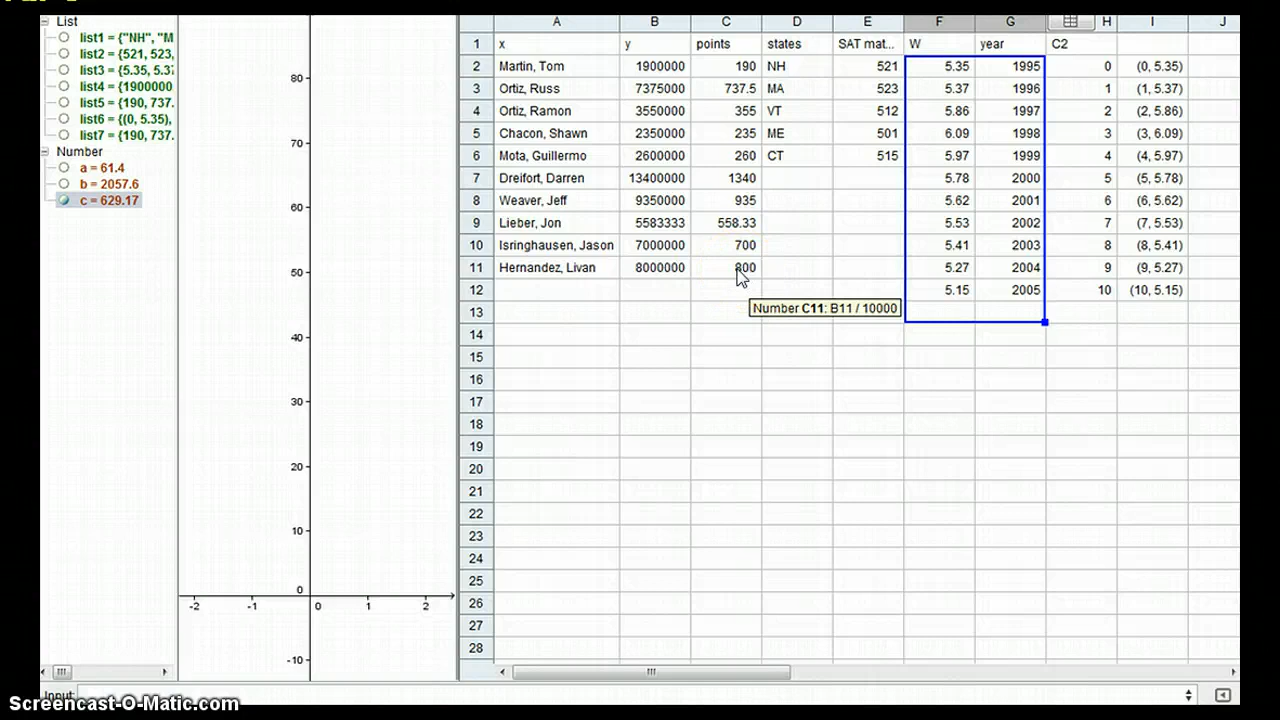 List
list1 = {"NH", "M
list2 = {521, 523,
list3 = {5.35, 5.3
list4 = {1900000
list5 = {190, 737.
list6 = {(0, 5.35),
list7 = {190, 737.
Number
a = 61.4
b = 2057.6
c = 629.17
80
70
60
50
40
30
20
10
0
-10
-2 -1 0 1 2
A B C D E F G H I J
1 x y points states SAT mat... W year C2
2 Martin, Tom 1900000 190 NH 521 5.35 1995 0 (0, 5.35)
3 Ortiz, Russ 7375000 737.5 MA 523 5.37 1996 1 (1, 5.37)
4 Ortiz, Ramon 3550000 355 VT 512 5.86 1997 2 (2, 5.86)
5 Chacon, Shawn 2350000 235 ME 501 6.09 1998 3 (3, 6.09)
6 Mota, Guillermo 2600000 260 CT 515 5.97 1999 4 (4, 5.97)
7 Dreifort, Darren 13400000 1340 5.78 2000 5 (5, 5.78)
8 Weaver, Jeff 9350000 935 5.62 2001 6 (6, 5.62)
9 Lieber, Jon 5583333 558.33 5.53 2002 7 (7, 5.53)
10 Isringhausen, Jason 7000000 700 5.41 2003 8 (8, 5.41)
11 Hernandez, Livan 8000000 800 5.27 2004 9 (9, 5.27)
12 5.15 2005 10 (10, 5.15)
13 Number C11: B11 / 10000
14
15
16
17
18
19
20
21
22
23
24
25
26
27
28
Input:
Screencast-O-Matic.com